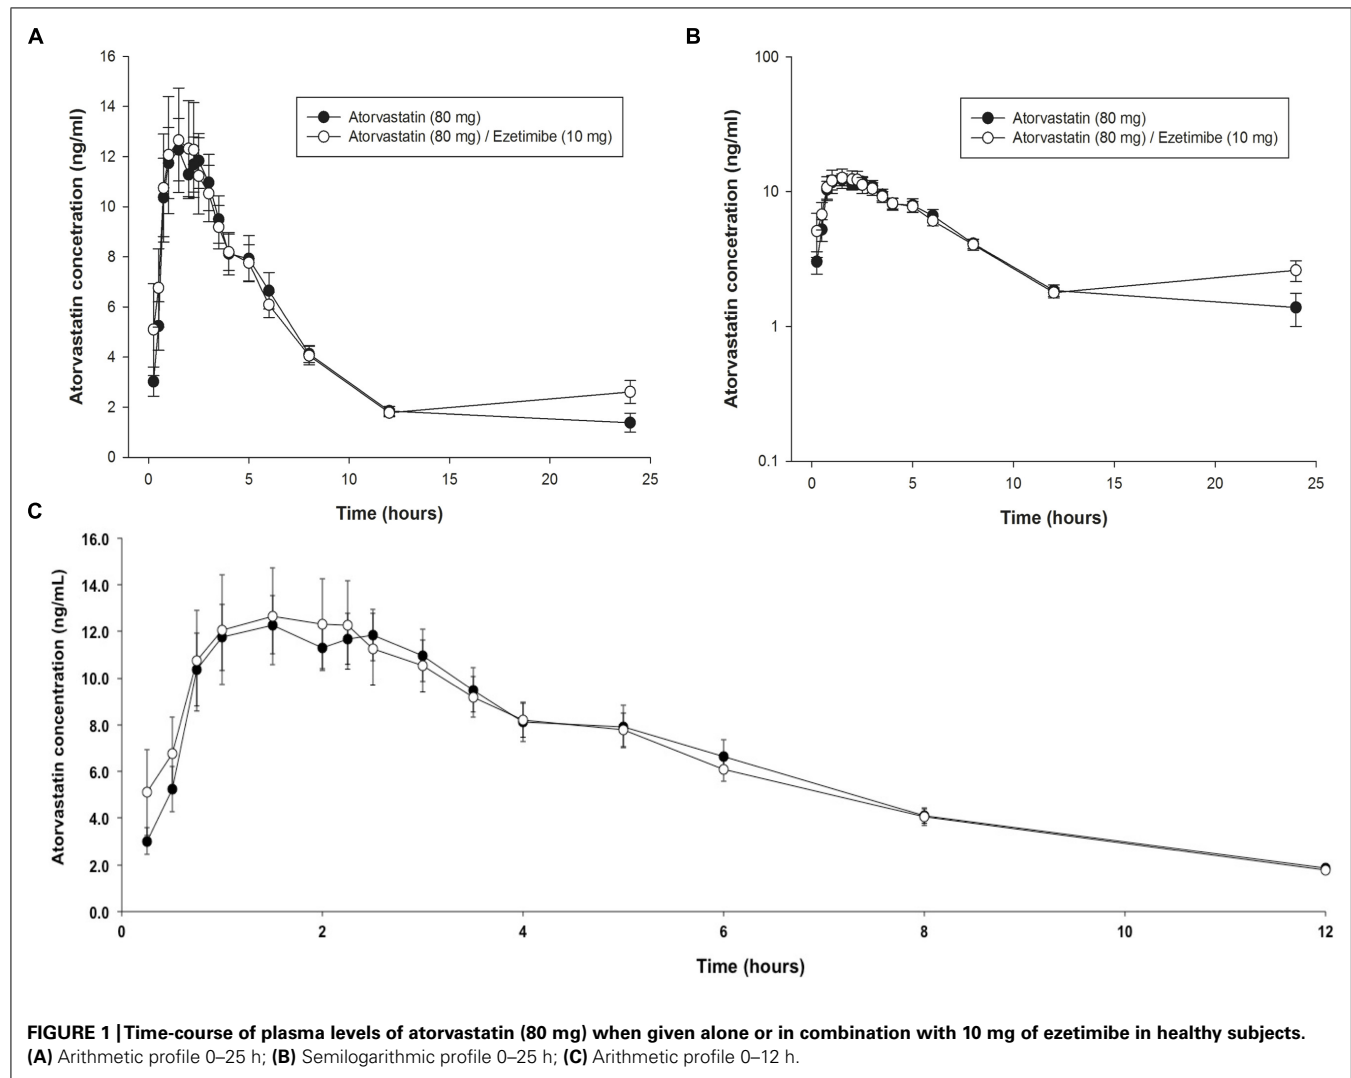 A
16
14
12
10
8
6
4
2
0
Atorvastatin concetration (ng/ml)
Atorvastatin (80 mg)
Atorvastatin (80 mg) / Ezetimibe (10 mg)
0 5 10 15 20 25
Time (hours)
B
100
10
1
0.1
Atorvastatin concetration (ng/ml)
Atorvastatin (80 mg)
Atorvastatin (80 mg) / Ezetimibe (10 mg)
0 5 10 15 20 25
Time (hours)
C
16.0
14.0
12.0
10.0
8.0
6.0
4.0
2.0
0.0
Atorvastatin concentration (ng/mL)
0 2 4 6 8 10 12
Time (hours)
FIGURE 1 | Time-course of plasma levels of atorvastatin (80 mg) when given alone or in combination with 10 mg of ezetimibe in healthy subjects.
(A) Arithmetic profile 0–25 h; (B) Semilogarithmic profile 0–25 h; (C) Arithmetic profile 0–12 h.